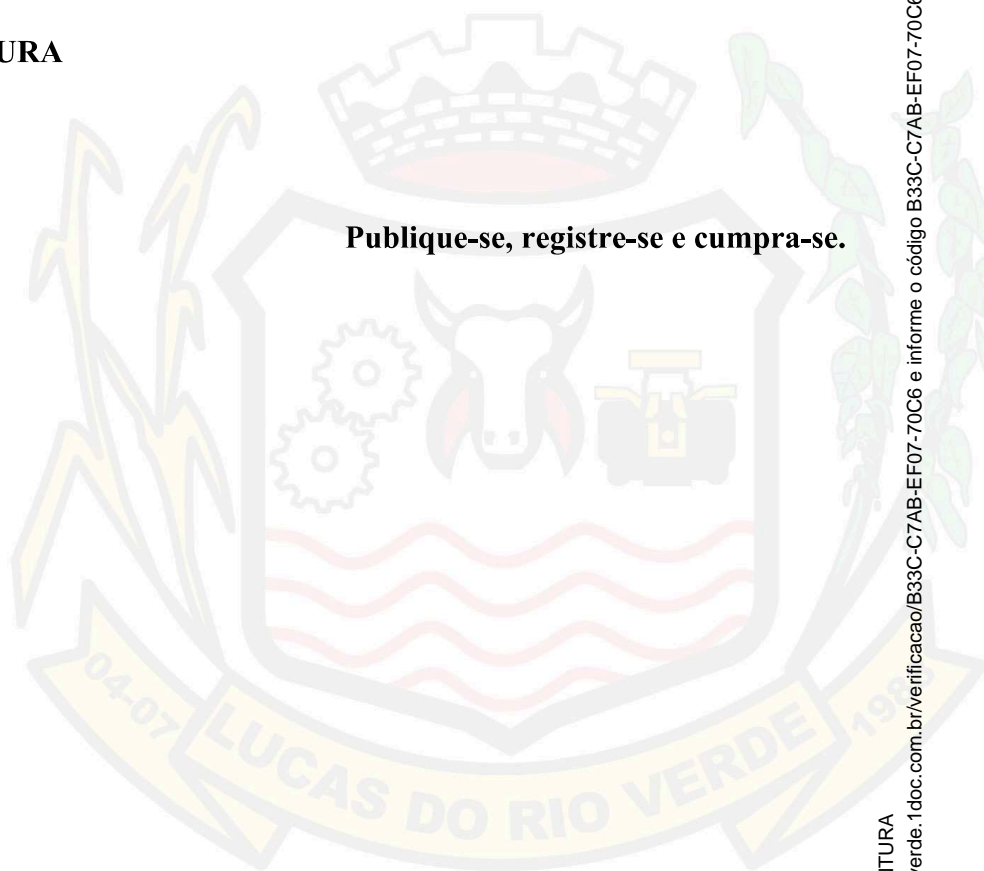 URA
Publique-se, registre-se e cumpra-se.
04-07
LUCAS DO RIO VERDE
ITURA
verde.1doc.com.br/verificacao/B33C-C7AB-EF07-70C6 e informe o código B33C-C7AB-EF07-70C6